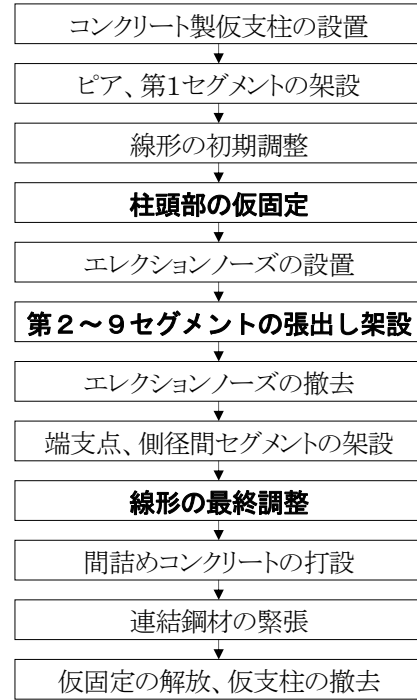 コンクリート製仮支柱の設置
ピア、第1セグメントの架設
線形の初期調整
柱頭部の仮固定
エレクションノーズの設置
第２～９セグメントの張出し架設
エレクションノーズの撤去
端支点、側径間セグメントの架設
線形の最終調整
間詰めコンクリートの打設
連結鋼材の緊張
仮固定の解放、仮支柱の撤去